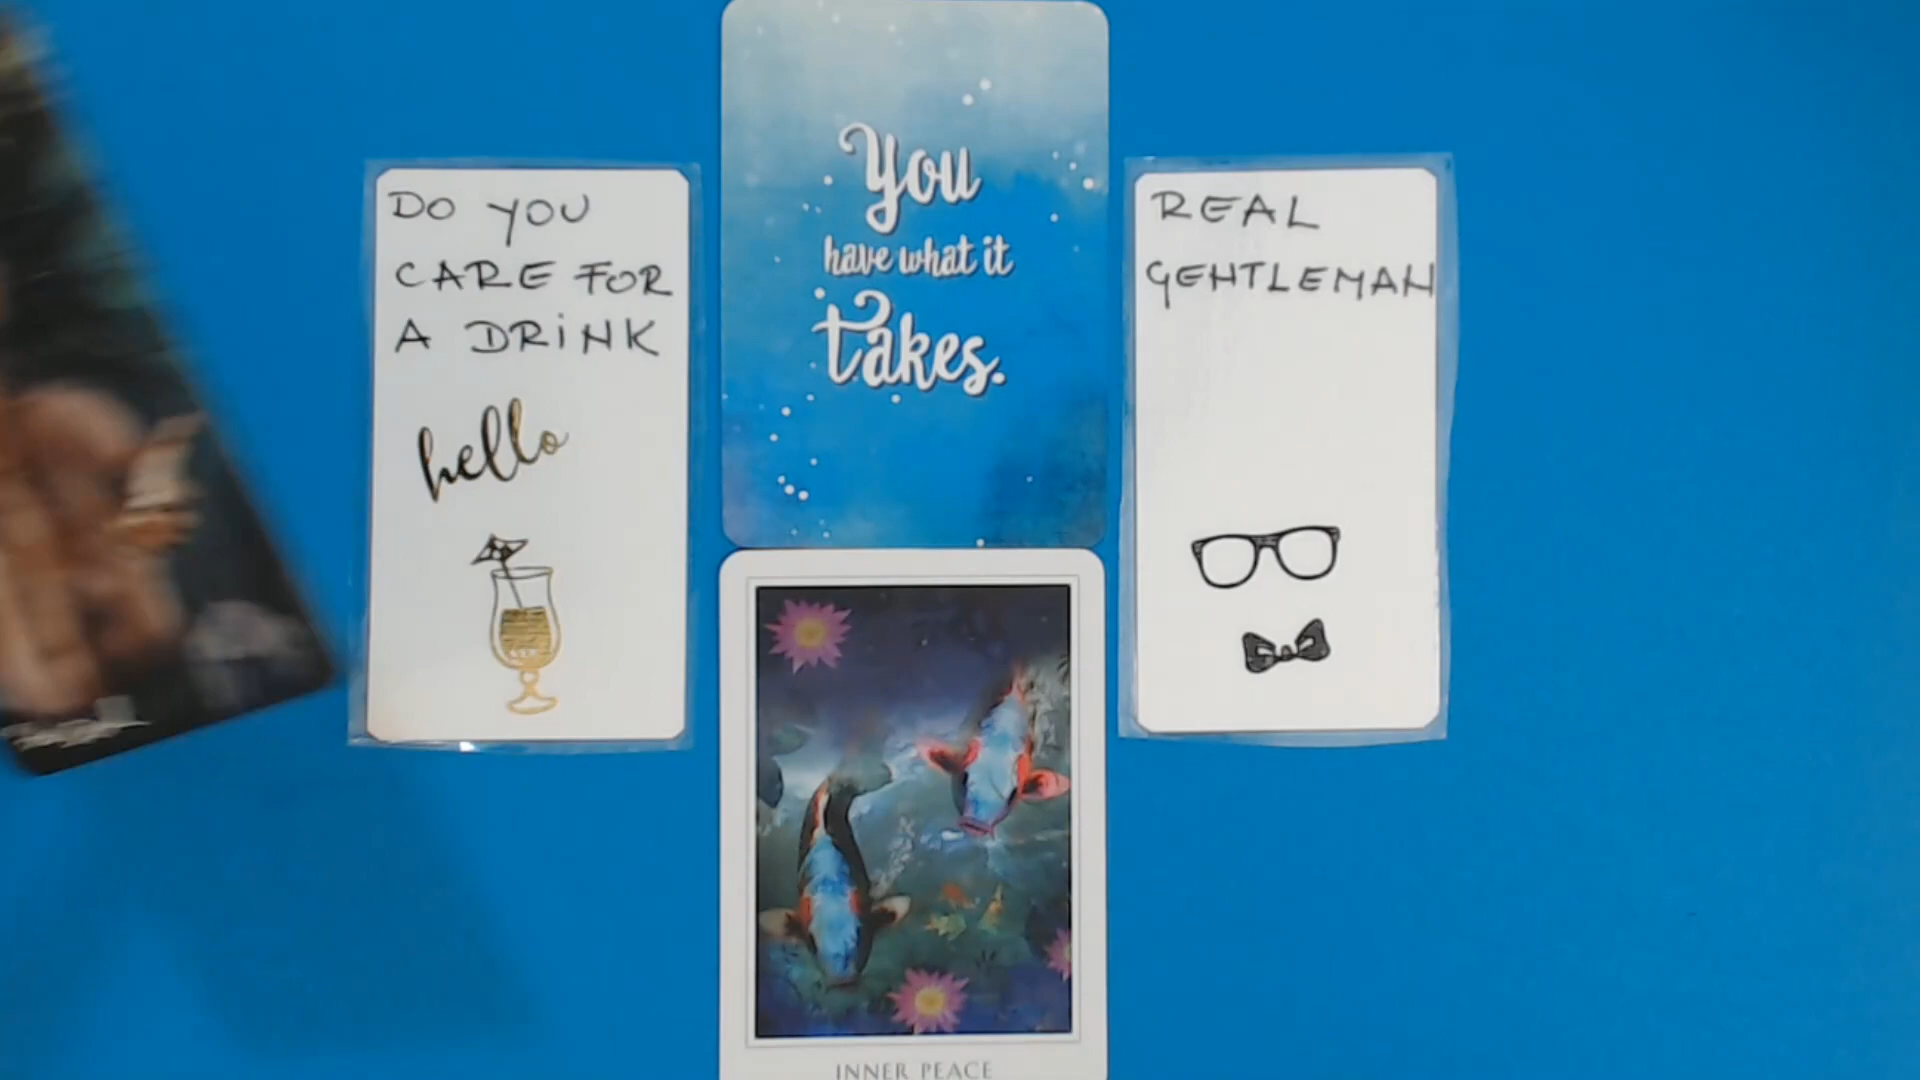 DO YOU
CARE FOR
A DRINK
hello
You
have what it
takes.
REAL
GENTLEMAN
INNER PEACE